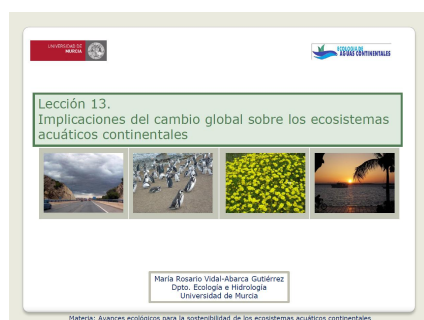 UNIVERSIDAD DE
MURCIA
ECOLOGÍA DE
AGUAS CONTINENTALES
Lección 13.
Implicaciones del cambio global sobre los ecosistemas
acuáticos continentales
María Rosario Vidal-Abarca Gutiérrez
Dpto. Ecología e Hidrología
Universidad de Murcia
Materia: Avances ecológicos para la sostenibilidad de los ecosistemas acuáticos continentales